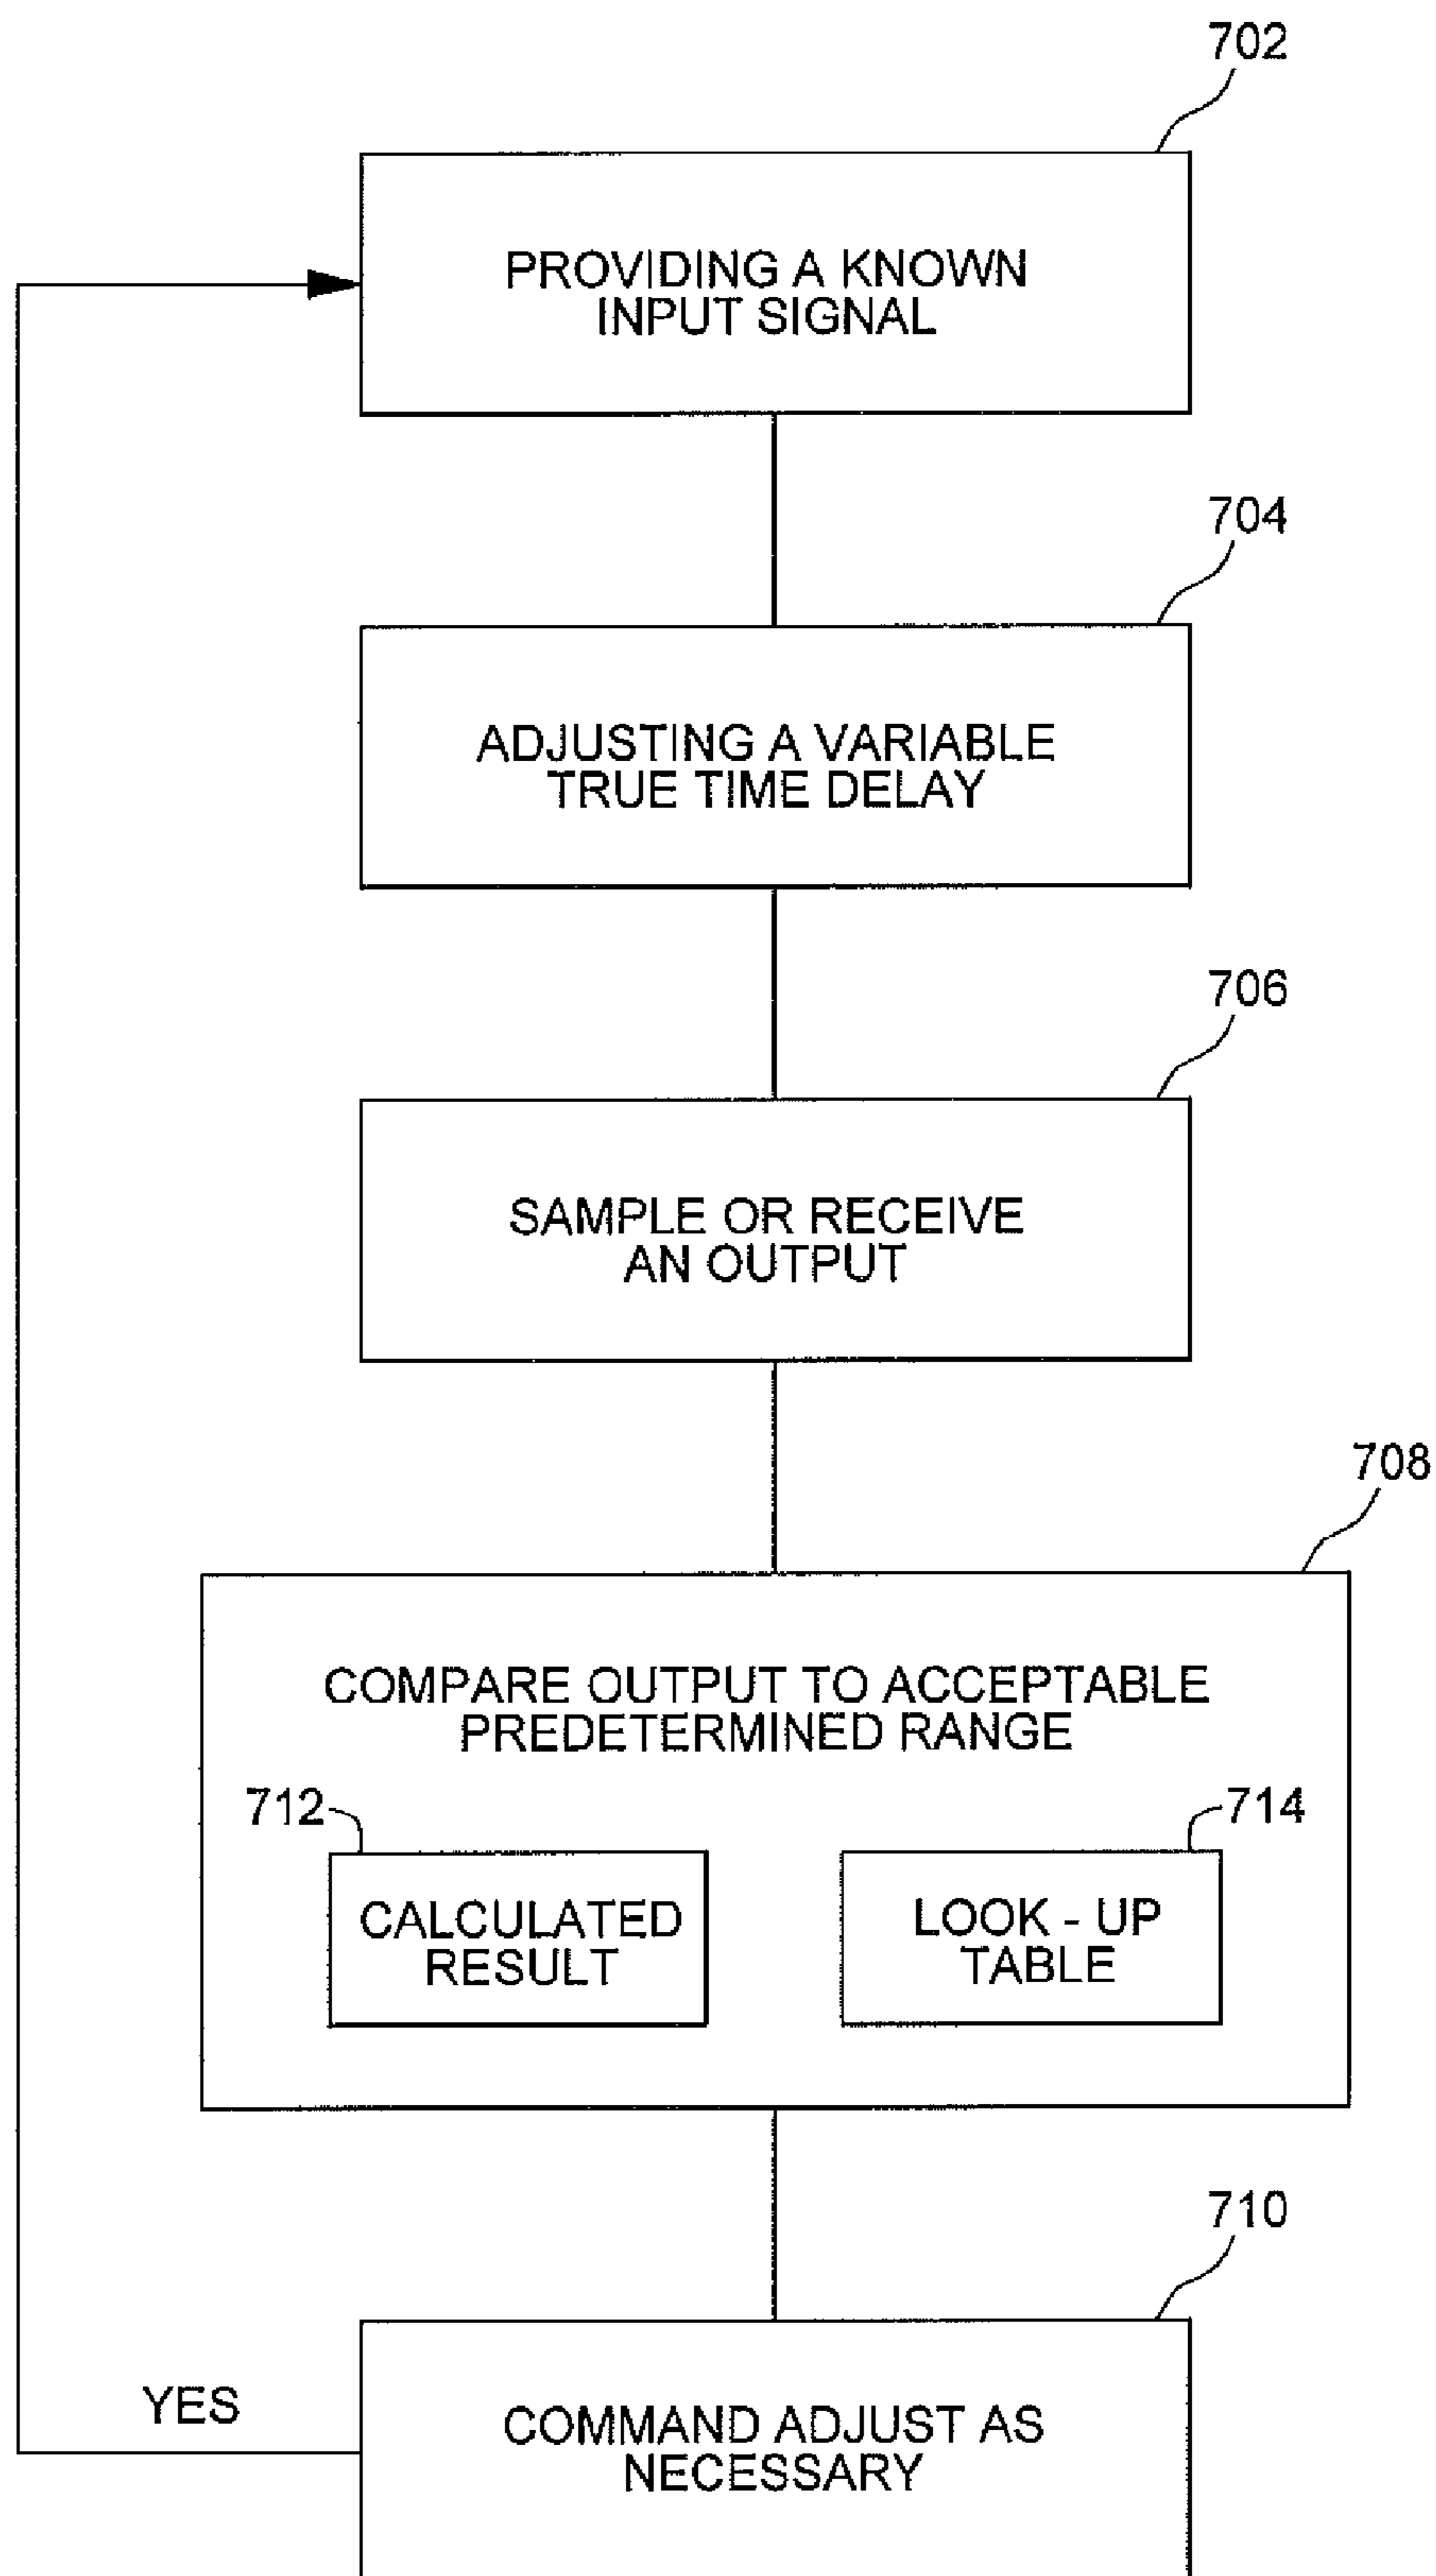 702
PROVIDING A KNOWN
INPUT SIGNAL
704
ADJUSTING A VARIABLE
TRUE TIME DELAY
706
SAMPLE OR RECEIVE
AN OUTPUT
708
COMPARE OUTPUT TO ACCEPTABLE
PREDETERMINED RANGE
712
714
CALCULATED
RESULT
LOOK - UP
TABLE
710
YES
COMMAND ADJUST AS
NECESSARY